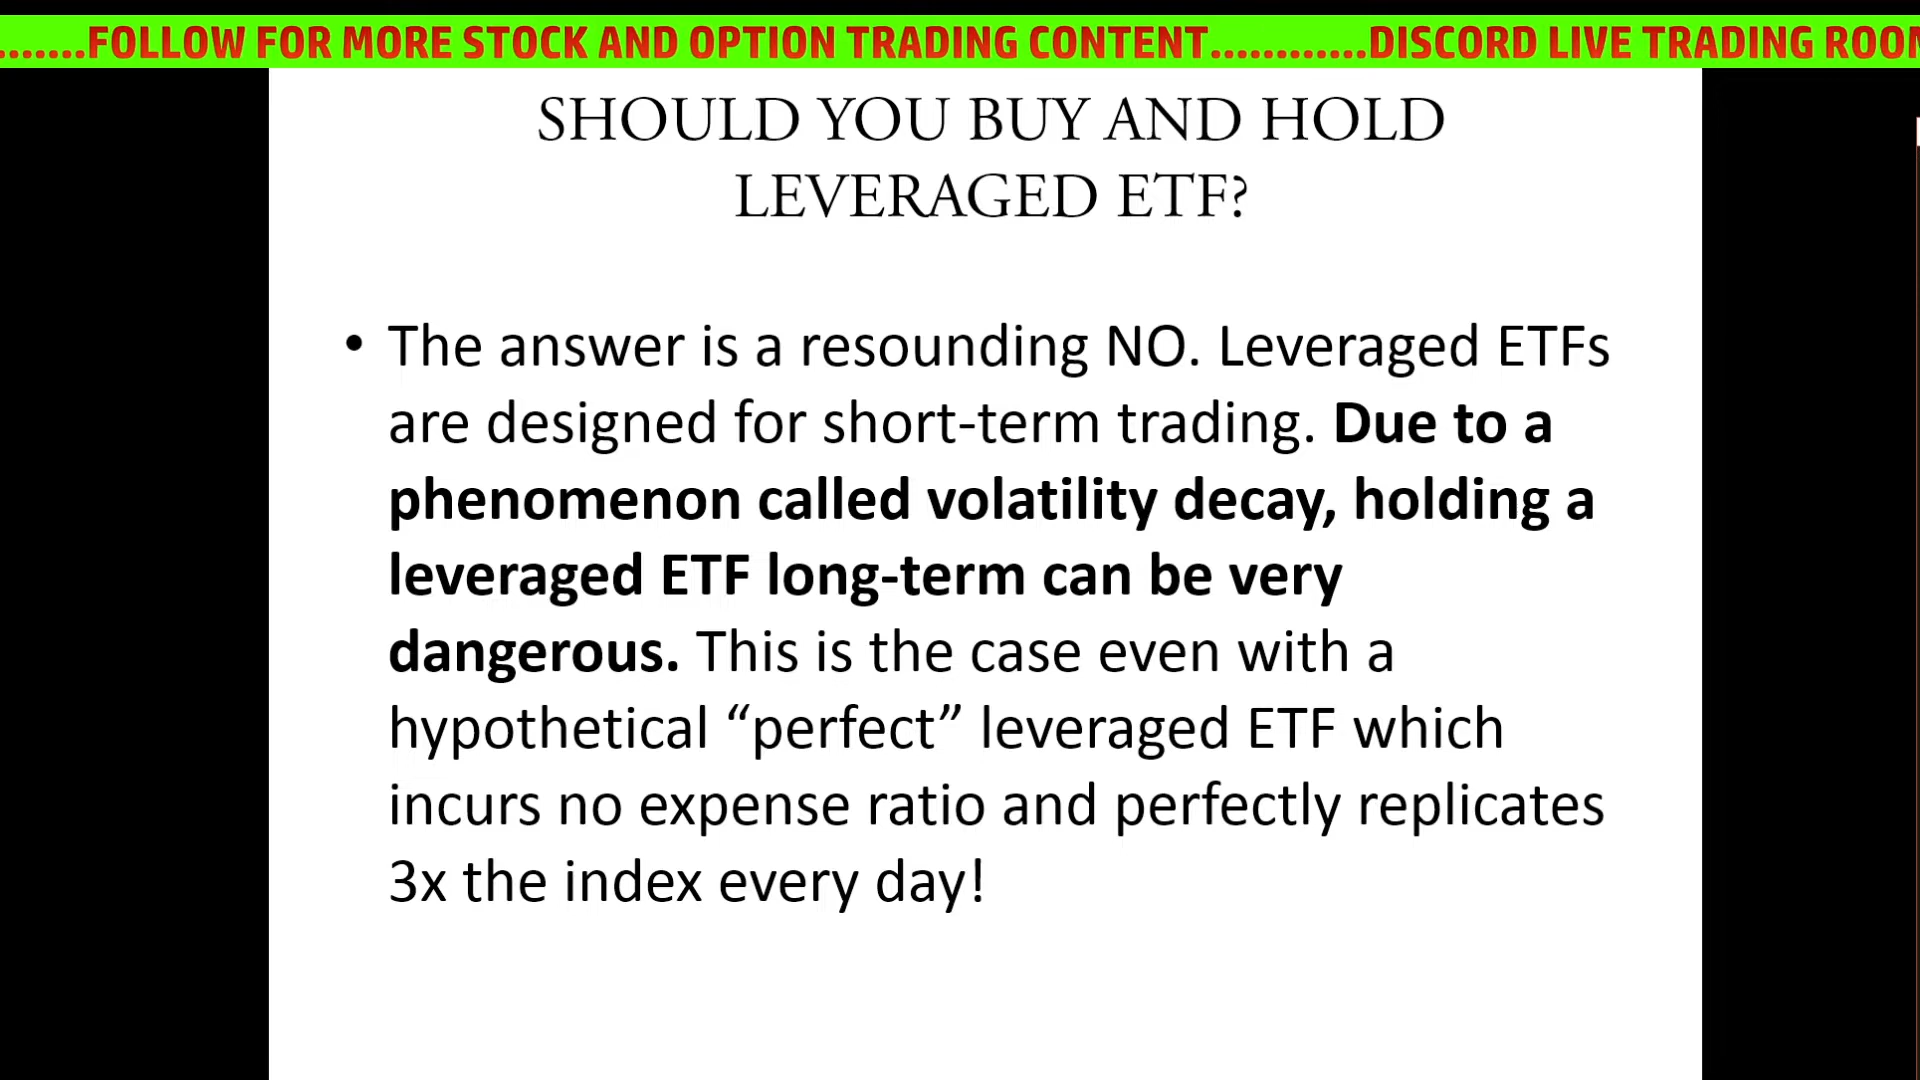 .......FOLLOW FOR MORE STOCK AND OPTION TRADING CONTENT............DISCORD LIVE TRADING ROOM
SHOULD YOU BUY AND HOLD
LEVERAGED ETF?
• The answer is a resounding NO. Leveraged ETFs
are designed for short-term trading. Due to a
phenomenon called volatility decay, holding a
leveraged ETF long-term can be very
dangerous. This is the case even with a
hypothetical “perfect” leveraged ETF which
incurs no expense ratio and perfectly replicates
3x the index every day!